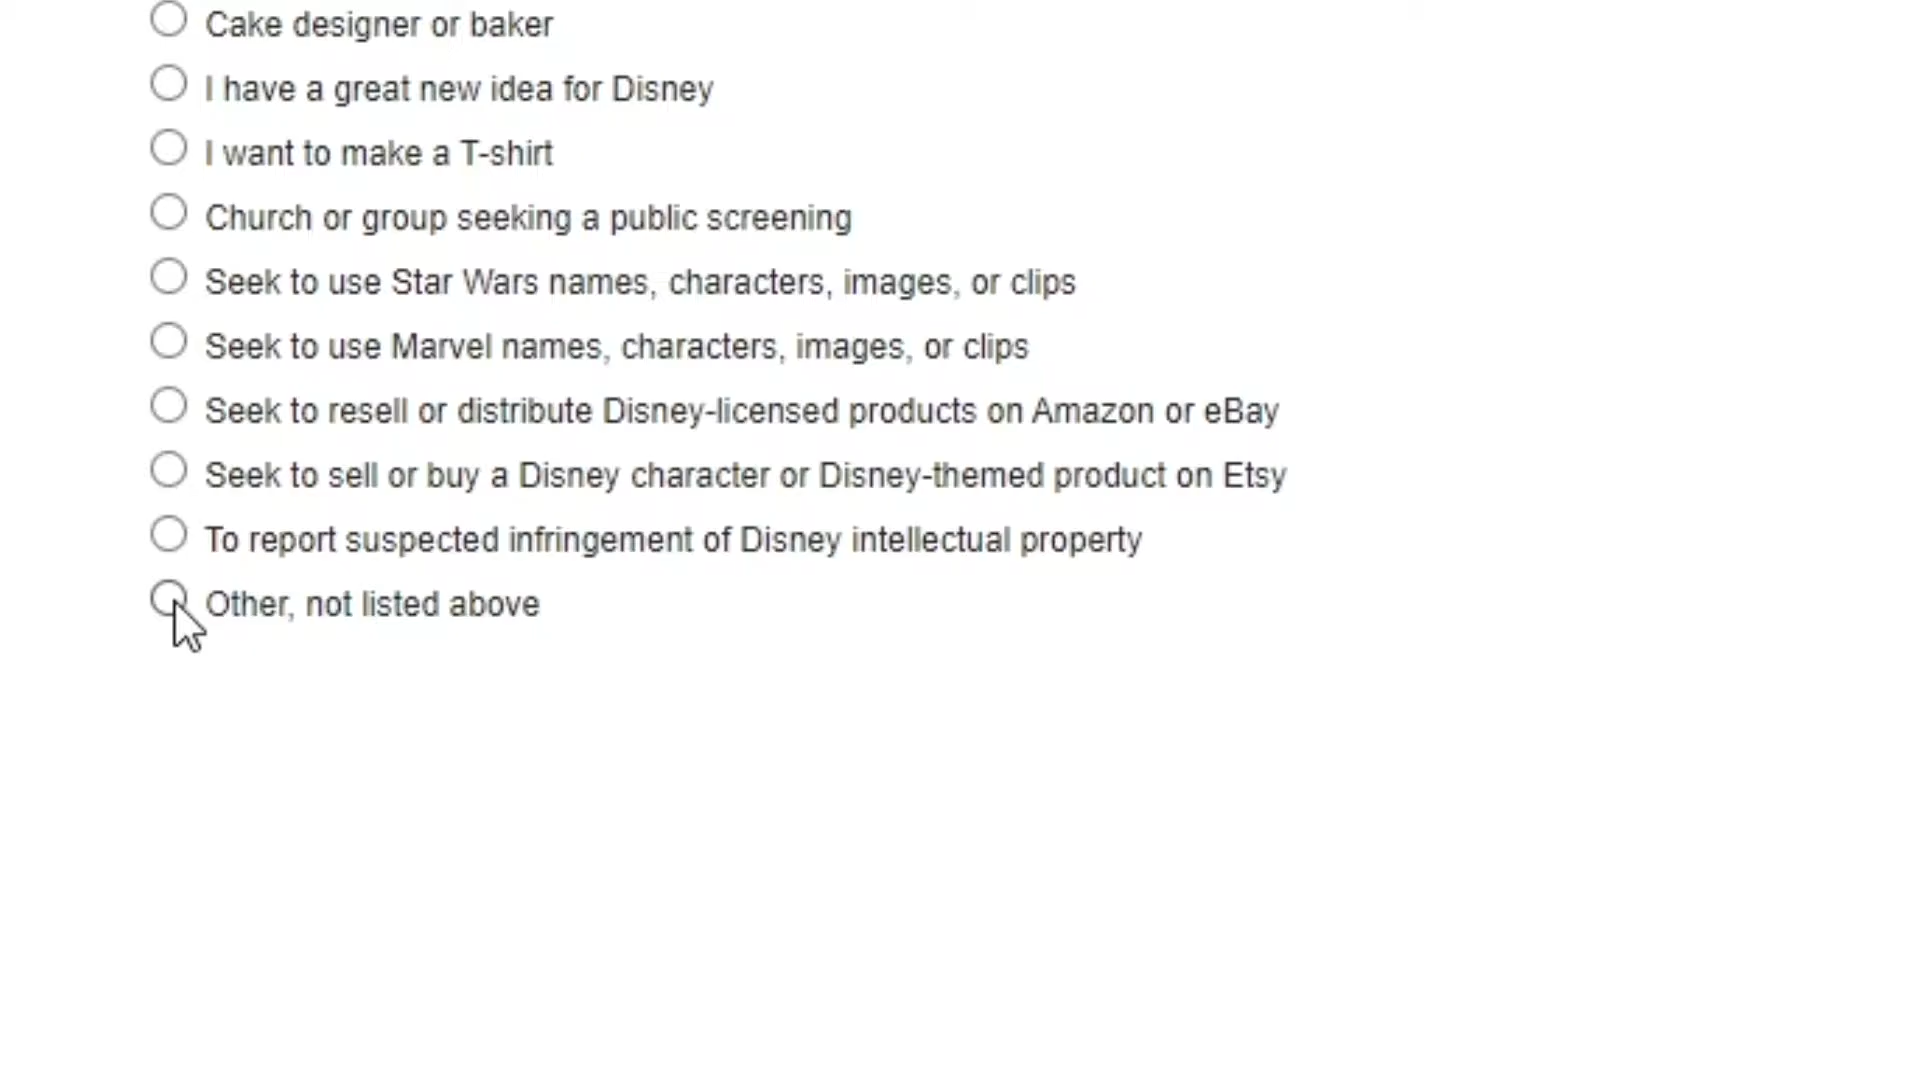 Cake designer or baker
I have a great new idea for Disney
I want to make a T-shirt
Church or group seeking a public screening
Seek to use Star Wars names, characters, images, or clips
Seek to use Marvel names, characters, images, or clips
Seek to resell or distribute Disney-licensed products on Amazon or eBay
Seek to sell or buy a Disney character or Disney-themed product on Etsy
To report suspected infringement of Disney intellectual property
Other, not listed above